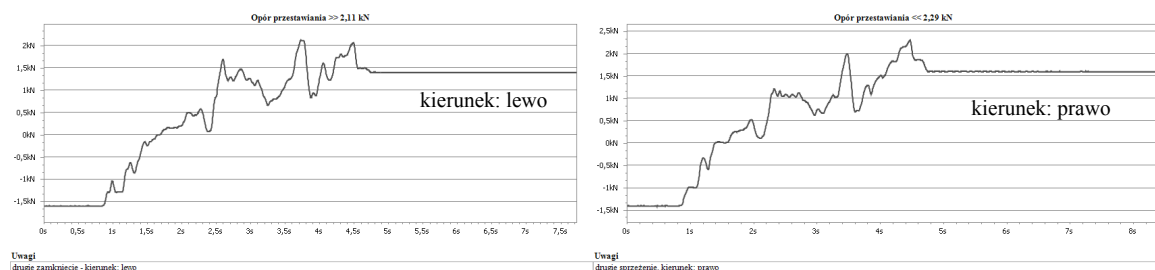 Opór przestawiania >> 2,11 kN
2kN
1,5kN
1kN
0,5kN
0kN
-0,5kN
-1kN
-1,5kN
kierunek: lewo
0s 1s 1,5s 2s 2,5s 3s 3,5s 4s 4,5s 5s 5,5s 6s 6,5s 7s 7,5s
Uwagi
drugie zamknięcie - kierunek: lewo
Opór przestawiania << 2,29 kN
2,5kN
2kN
1,5kN
1kN
0,5kN
0kN
-0,5kN
-1kN
-1,5kN
kierunek: prawo
0s 1s 2s 3s 4s 5s 6s 7s 8s
Uwagi
drugie sprzężenie, kierunek: prawo